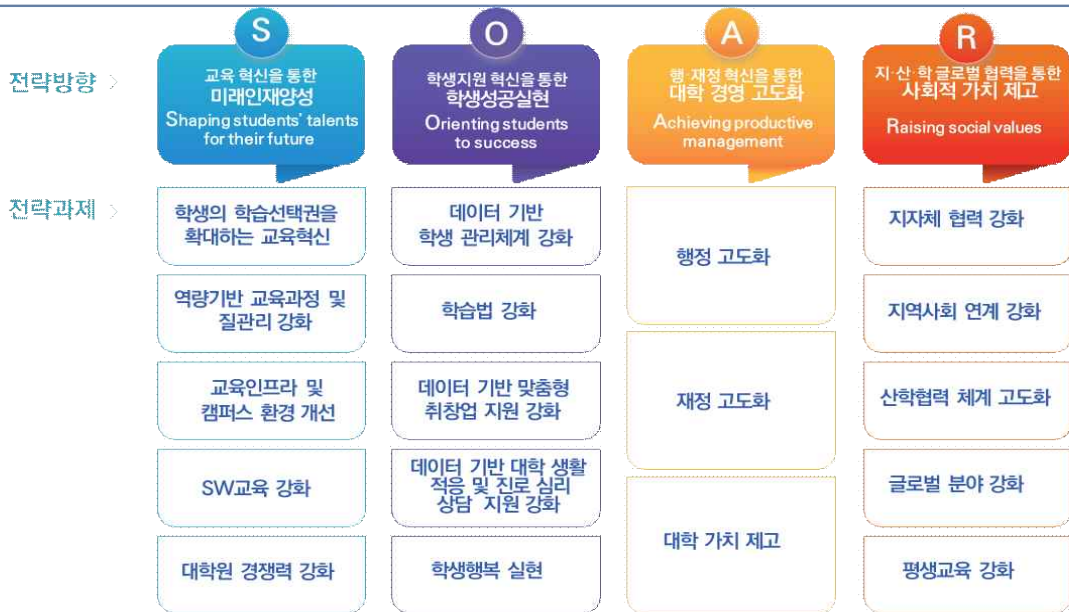 S
O
A
R
전략방향 >
교육 혁신을 통한
미래인재양성
Shaping students' talents
for their future
학생지원 혁신을 통한
학생성공실현
Orienting students
to success
행·재정 혁신을 통한
대학 경영 고도화
Achieving productive
management
지·산·학 글로벌 협력을 통한
사회적 가치 제고
Raising social values
전략과제 >
학생의 학습선택권을
확대하는 교육혁신
역량기반 교육과정 및
질관리 강화
교육인프라 및
캠퍼스 환경 개선
SW교육 강화
대학원 경쟁력 강화
데이터 기반
학생 관리체계 강화
학습법 강화
데이터 기반 맞춤형
취창업 지원 강화
데이터 기반 대학 생활
적응 및 진로 심리
상담 지원 강화
학생행복 실현
행정 고도화
재정 고도화
대학 가치 제고
지자체 협력 강화
지역사회 연계 강화
산학협력 체계 고도화
글로벌 분야 강화
평생교육 강화